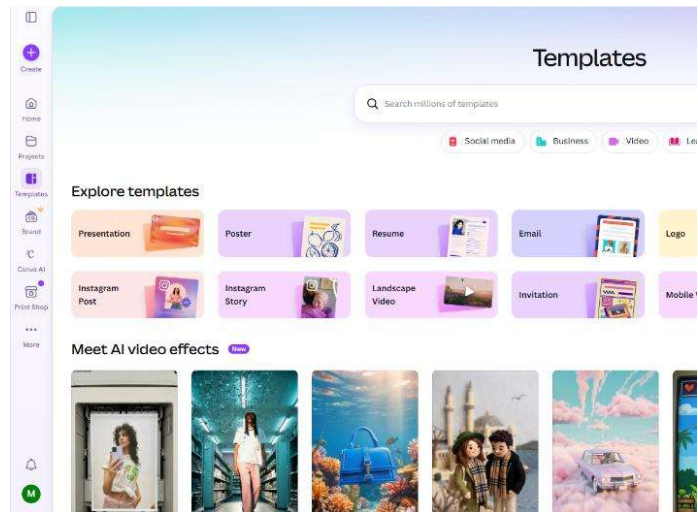 Create
Home
Projects
Templates
Brand
Canva AI
Print Shop
More
M
Templates
Search millions of templates
Social media
Business
Video
Explore templates
Presentation
Poster
Resume
Email
Logo
Instagram
Post
Instagram
Story
Landscape
Video
Invitation
Mobile
Meet AI video effects
New